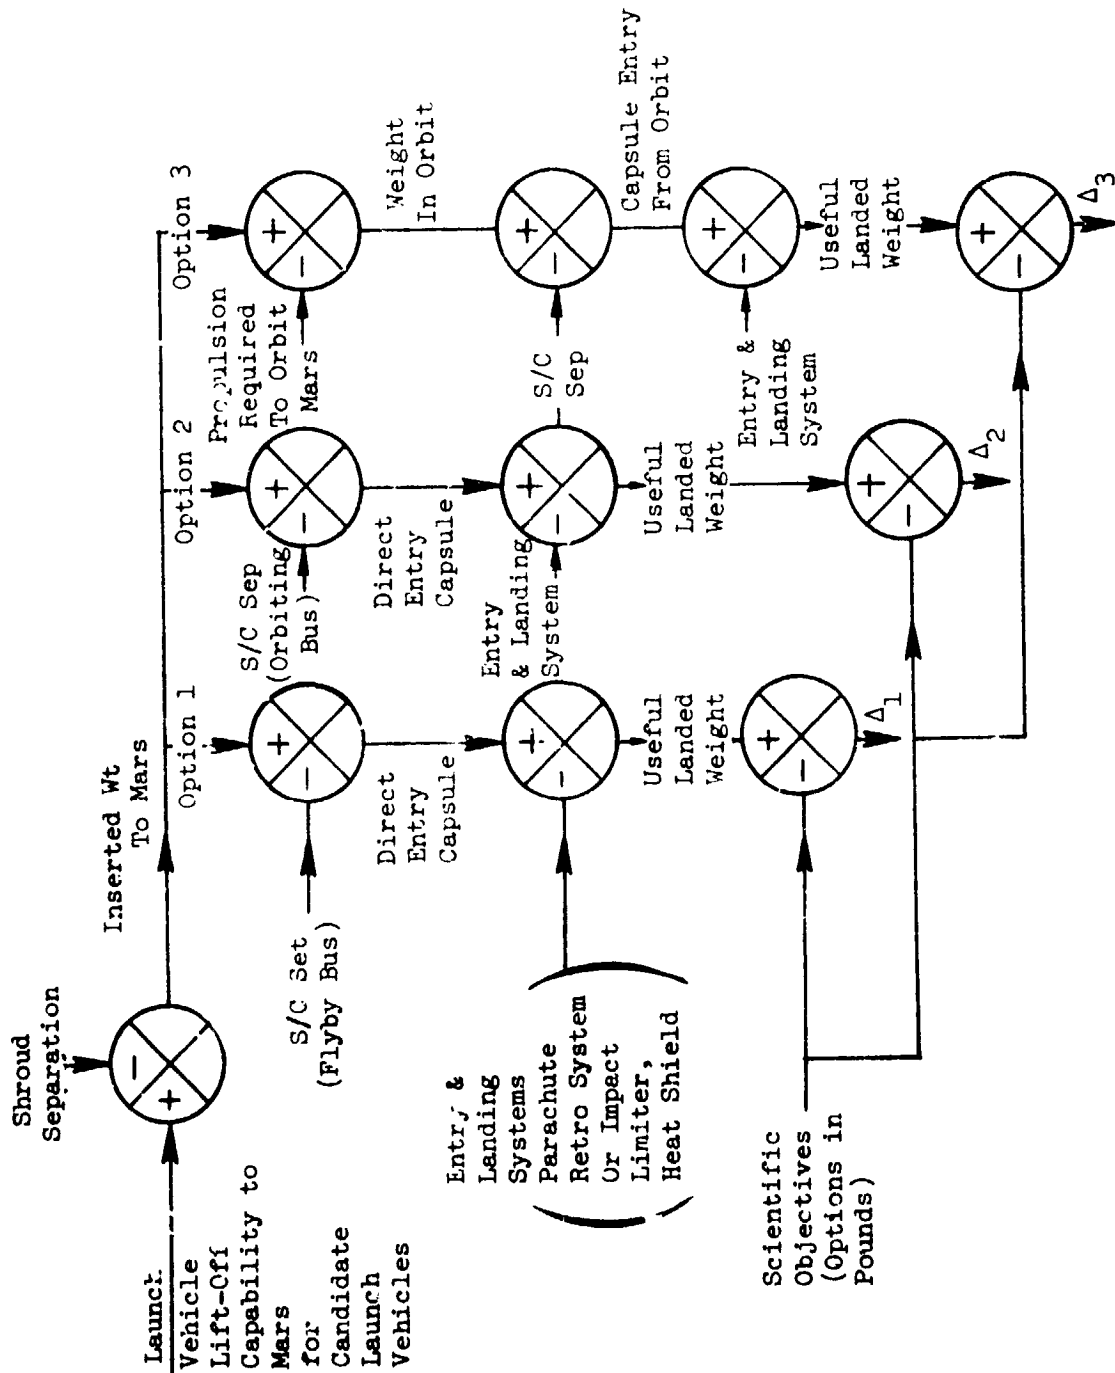 Shroud
Separation
Launch
Vehicle
Lift-Off
Capability to
Mars
for
Candidate
Launch
Vehicles
Inserted Wt
To Mars
Option 1
Option 2
Option 3
S/C Set
(Flyby Bus)
S/C Sep
(Orbiting
Bus)
Propulsion
Required
To Orbit
Mars
Direct
Entry
Capsule
Direct
Entry
Capsule
Weight
In Orbit
Entry &
Landing
Systems
Parachute
Retro System
Or Impact
Limiter,
Heat Shield
Entry
& Landing
System
S/C
Sep
Capsule Entry
From Orbit
Entry &
Landing
System
Useful
Landed
Weight
Useful
Landed
Weight
Useful
Landed
Weight
Scientific
Objectives
(Options in
Pounds)
Δ1
Δ2
Δ3